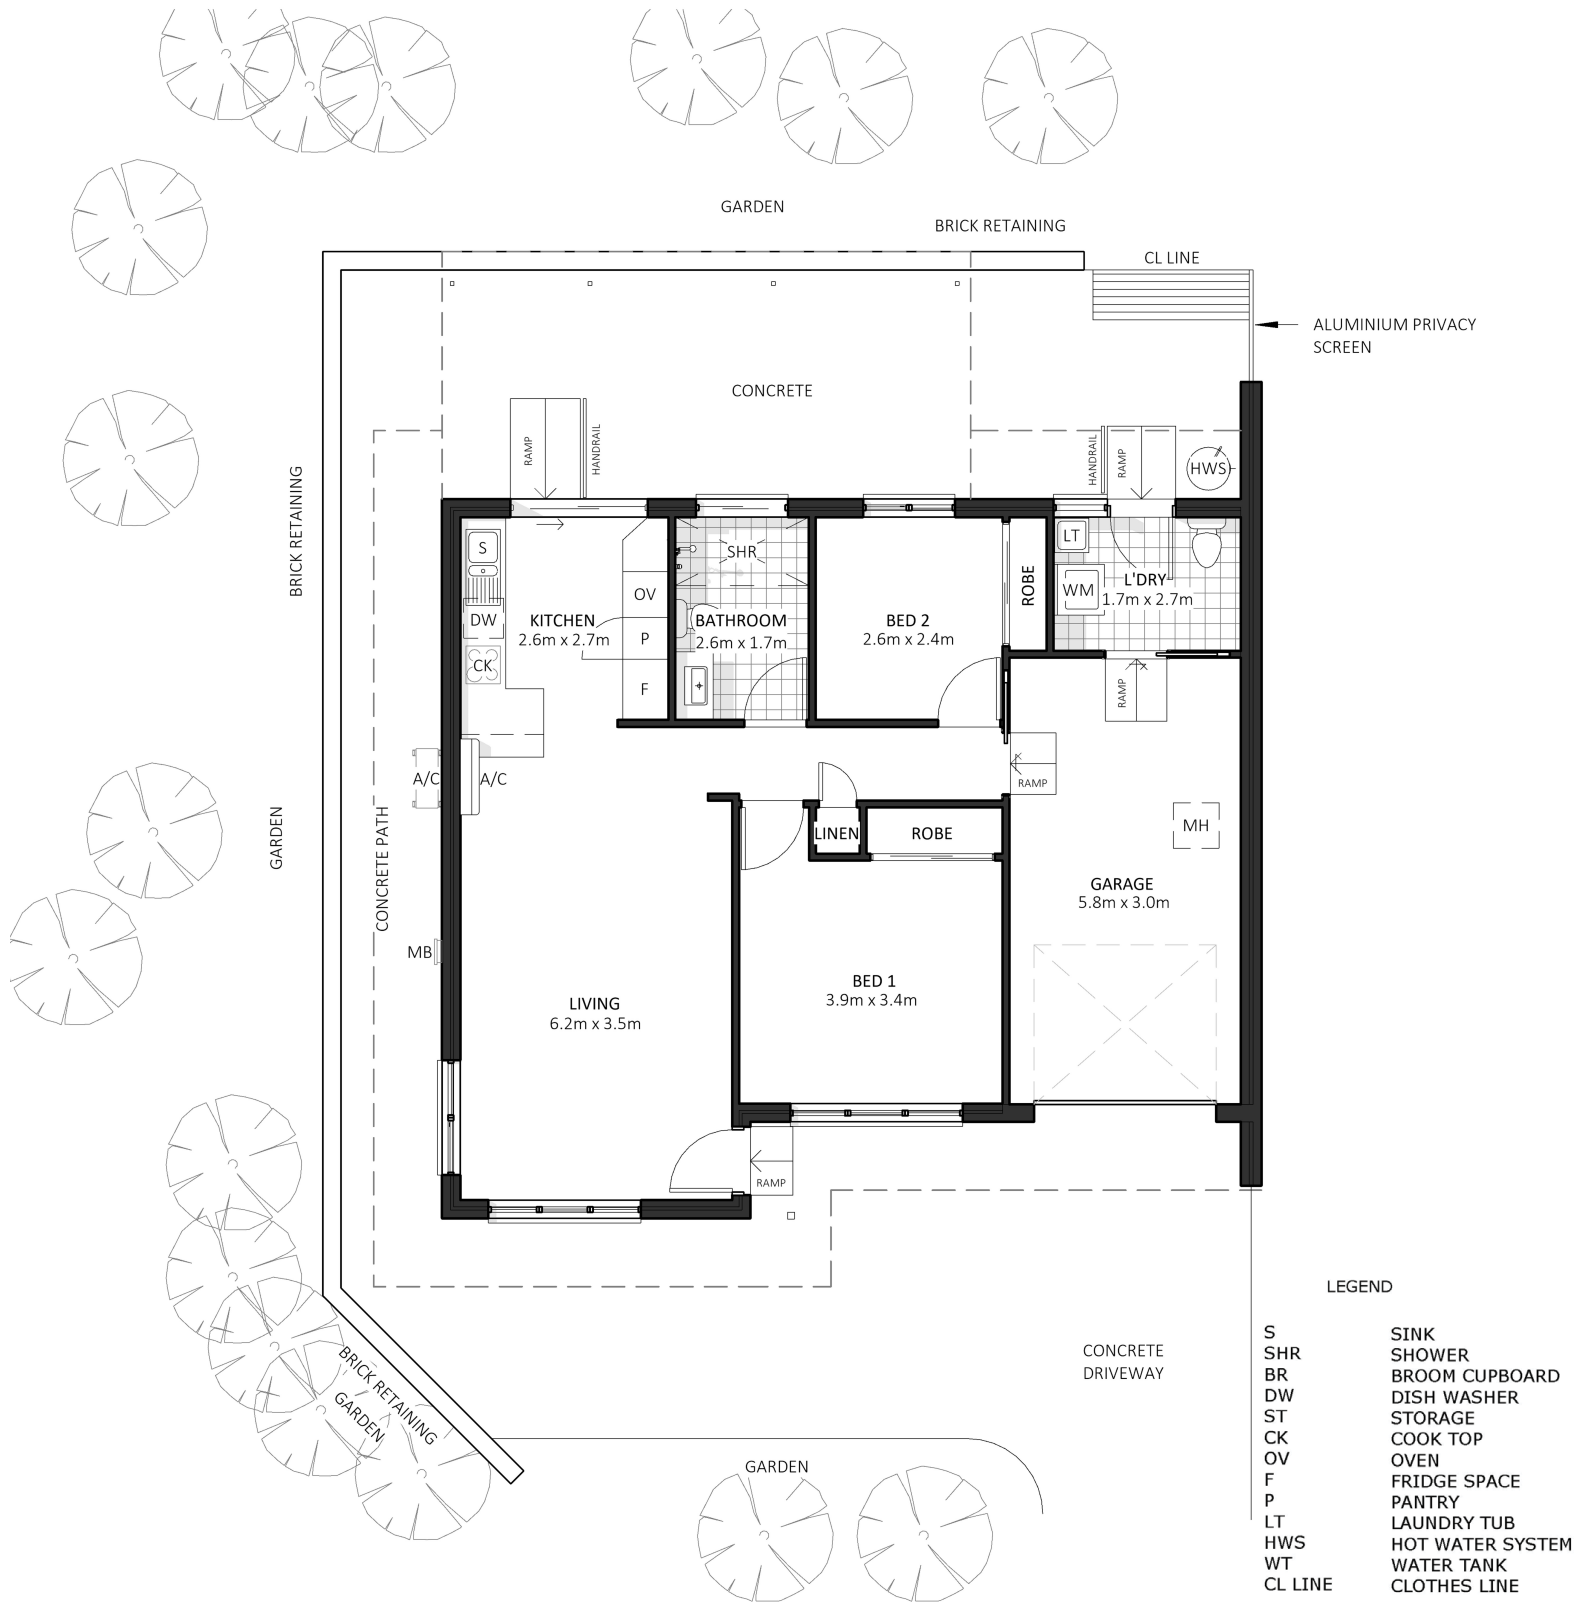 GARDEN
BRICK RETAINING
CL LINE
ALUMINIUM PRIVACY
SCREEN
CONCRETE
RAMP
HANDRAIL
HANDRAIL
RAMP
HWS
BRICK RETAINING
S
SHR
LT
OV
ROBE
L'DRY
1.7m x 2.7m
WM
DW
KITCHEN
2.6m x 2.7m
P
BATHROOM
2.6m x 1.7m
BED 2
2.6m x 2.4m
CK
F
RAMP
A/C
A/C
RAMP
MH
GARDEN
CONCRETE PATH
LINEN
ROBE
GARAGE
5.8m x 3.0m
MB
BED 1
3.9m x 3.4m
LIVING
6.2m x 3.5m
RAMP
BRICK RETAINING
GARDEN
CONCRETE
DRIVEWAY
GARDEN
LEGEND
S SINK
SHR SHOWER
BR BROOM CUPBOARD
DW DISH WASHER
ST STORAGE
CK COOK TOP
OV OVEN
F FRIDGE SPACE
P PANTRY
LT LAUNDRY TUB
HWS HOT WATER SYSTEM
WT WATER TANK
CL LINE CLOTHES LINE